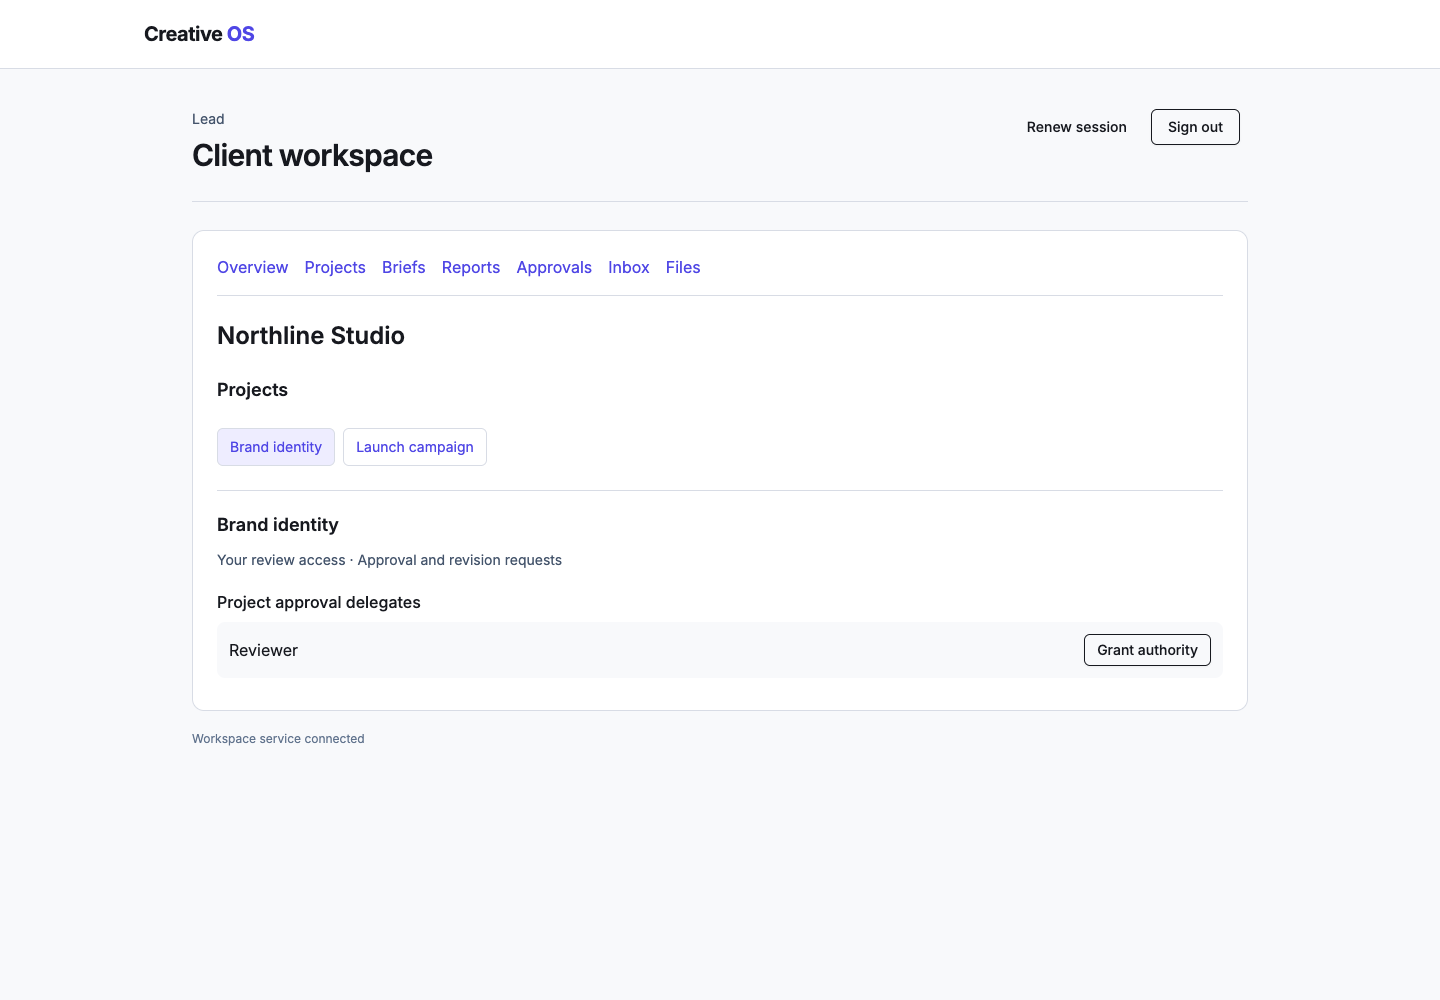 Creative OS
Lead
Client workspace
Renew session
Sign out
Overview Projects Briefs Reports Approvals Inbox Files
Northline Studio
Projects
Brand identity
Launch campaign
Brand identity
Your review access · Approval and revision requests
Project approval delegates
Reviewer
Grant authority
Workspace service connected